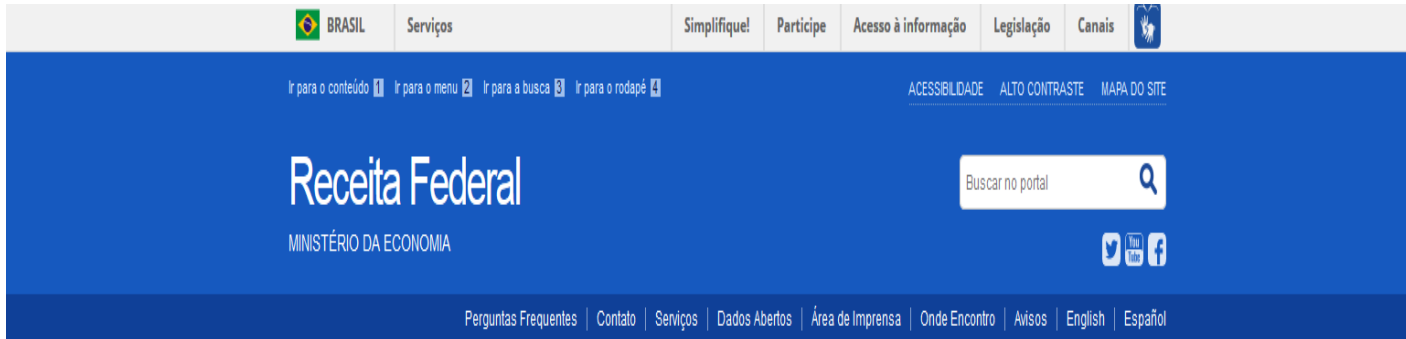 BRASIL Serviços Simplifique! Participe Acesso à informação Legislação Canais
Ir para o conteúdo 1 Ir para o menu 2 Ir para a busca 3 Ir para o rodapé 4 ACESSIBILIDADE ALTO CONTRASTE MAPA DO SITE
Receita Federal
Buscar no portal
MINISTÉRIO DA ECONOMIA
You Tube
Perguntas Frequentes | Contato | Serviços | Dados Abertos | Área de Imprensa | Onde Encontro | Avisos | English | Español